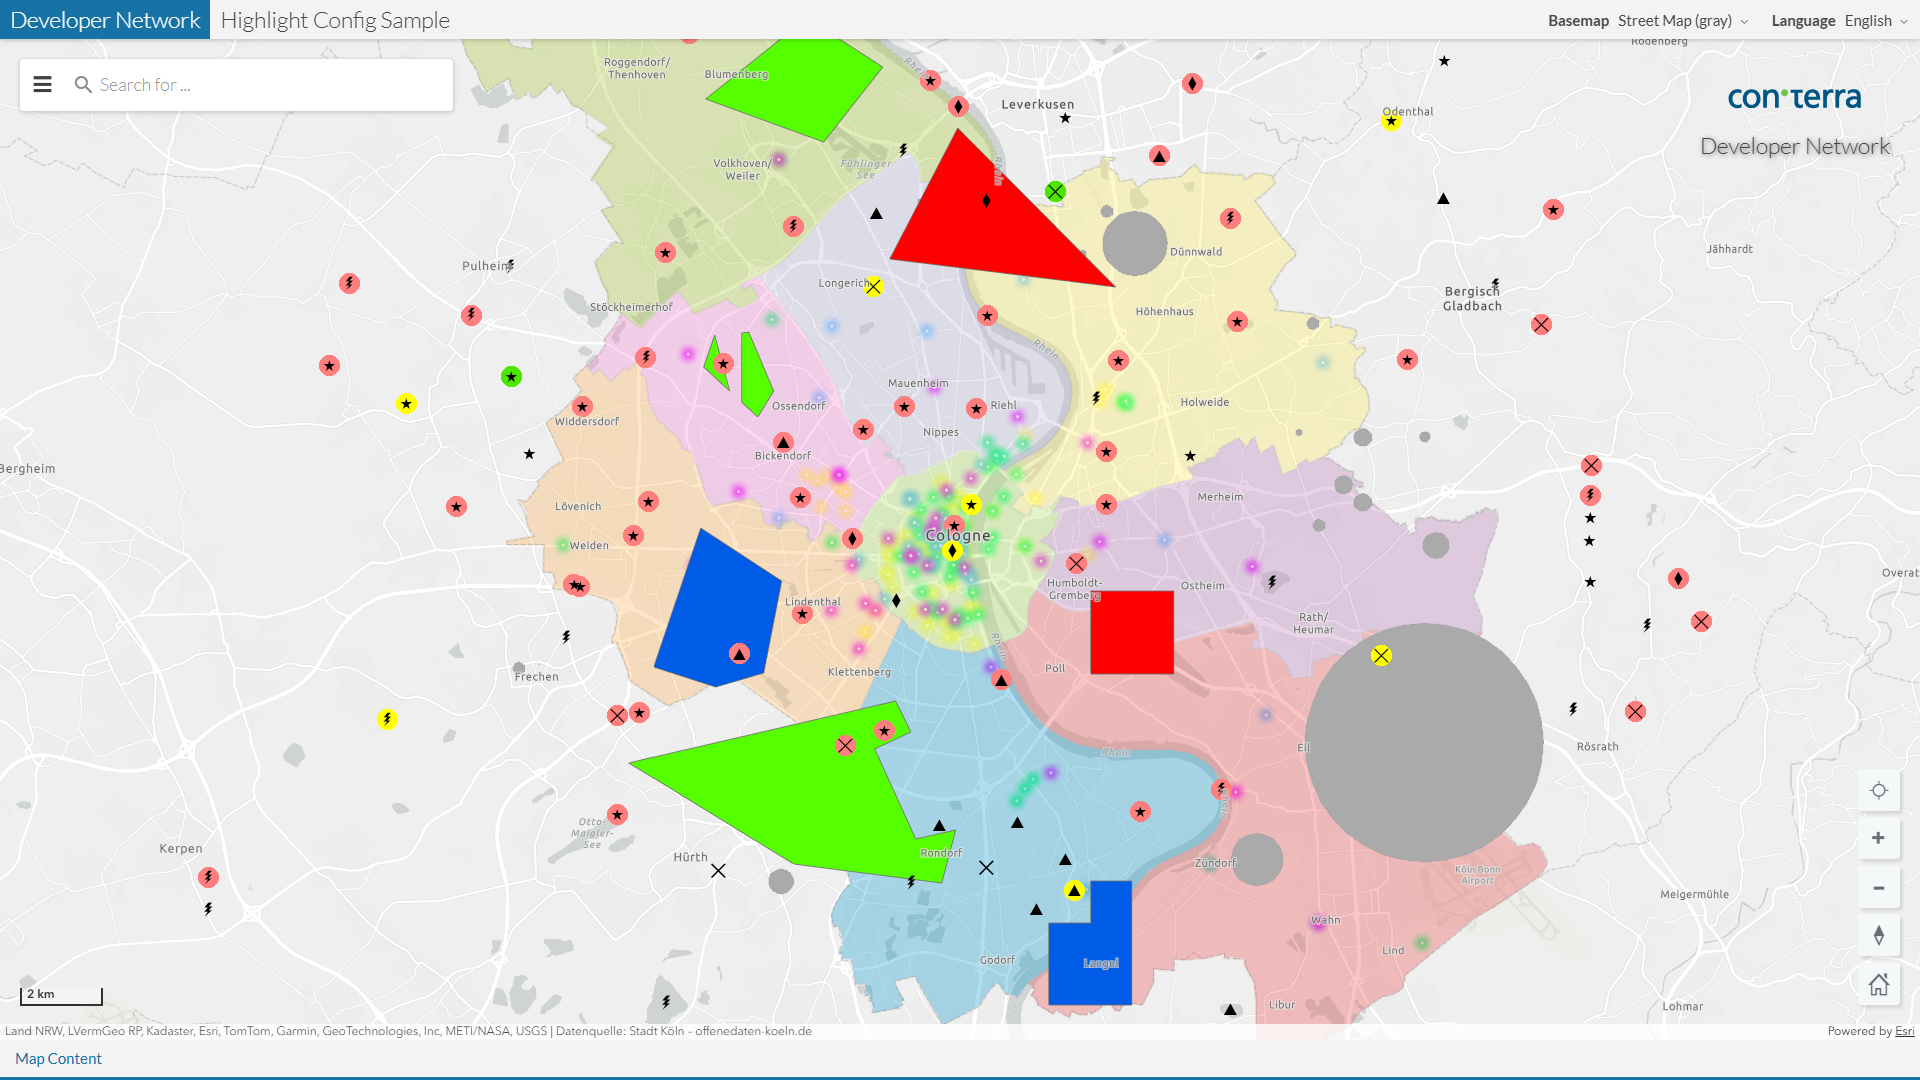 Developer Network
Highlight Config Sample
Basemap Street Map (gray)
Language English
Search for ...
con·terra
Developer Network
Rodenberg
Roggendorf/
Thenhoven
Blumenberg
Rhein
Leverkusen
Odenthal
Volkhoven/
Weiler
Fühlinger
See
Rhein
Dünnwald
Jähhardt
Pulheim
Longerich
Bergisch
Gladbach
Stöckheimerhof
Höhenhaus
Rhein
Mauenheim
Ossendorf
Riehl
Holweide
Widdersdorf
Nippes
Bickendorf
Bergheim
Merheim
Lövenich
Cologne
Weiden
Overat
Humboldt-
Gremberg
Ostheim
Lindenthal
Rath/
Heumar
Rhein
Klettenberg
Poll
Frechen
Eil
Rösrath
Rhein
Rhein
Otto-
Maigler-
See
Kerpen
Hürth
Rondorf
Zündorf
Köln Bonn
Airport
Meigermühle
Wahn
Lind
Godorf
Langel
Libur
Lohmar
2 km
Land NRW, LVermGeo RP, Kadaster, Esri, TomTom, Garmin, GeoTechnologies, Inc, METI/NASA, USGS | Datenquelle: Stadt Köln - offenedaten-koeln.de
Powered by Esri
Map Content